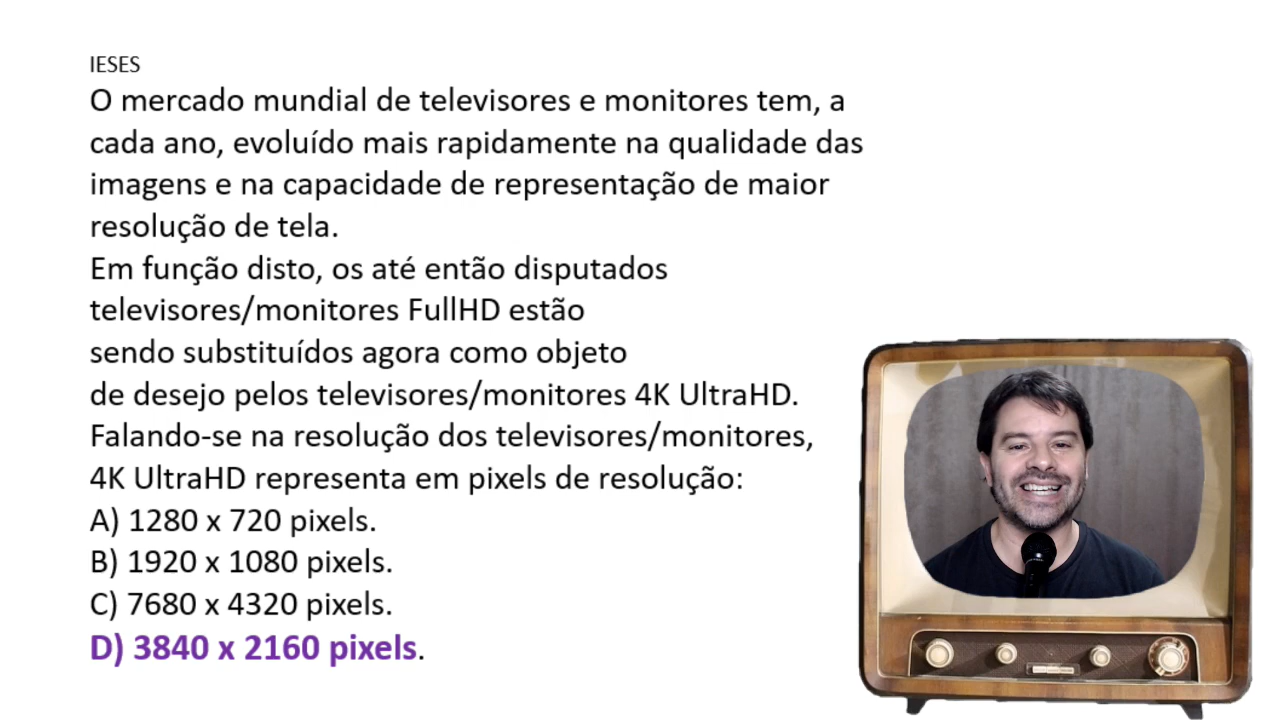 IESES
O mercado mundial de televisores e monitores tem, a
cada ano, evoluído mais rapidamente na qualidade das
imagens e na capacidade de representação de maior
resolução de tela.
Em função disto, os até então disputados
televisores/monitores FullHD estão
sendo substituídos agora como objeto
de desejo pelos televisores/monitores 4K UltraHD.
Falando-se na resolução dos televisores/monitores,
4K UltraHD representa em pixels de resolução:
A) 1280 x 720 pixels.
B) 1920 x 1080 pixels.
C) 7680 x 4320 pixels.
D) 3840 x 2160 pixels.